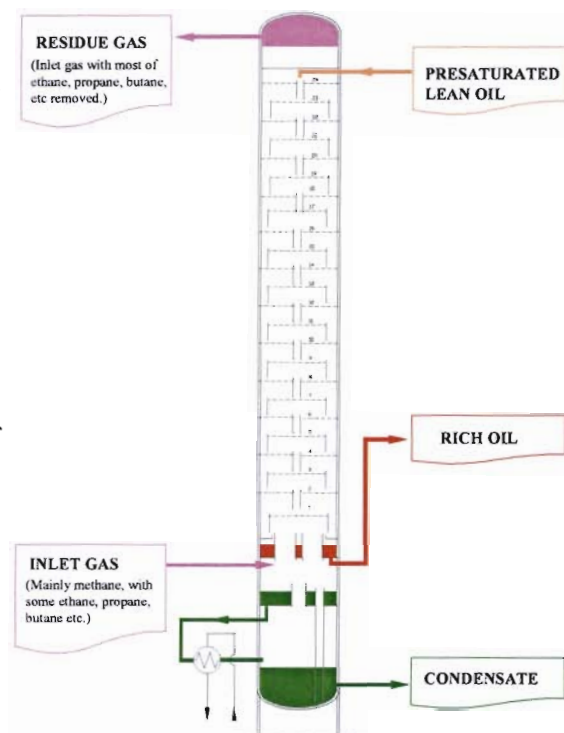 RESIDUE GAS
(Inlet gas with most of
ethane, propane, butane,
etc removed.)
PRESATURATED
LEAN OIL
RICH OIL
INLET GAS
(Mainly methane, with
some ethane, propane,
butane etc.)
CONDENSATE